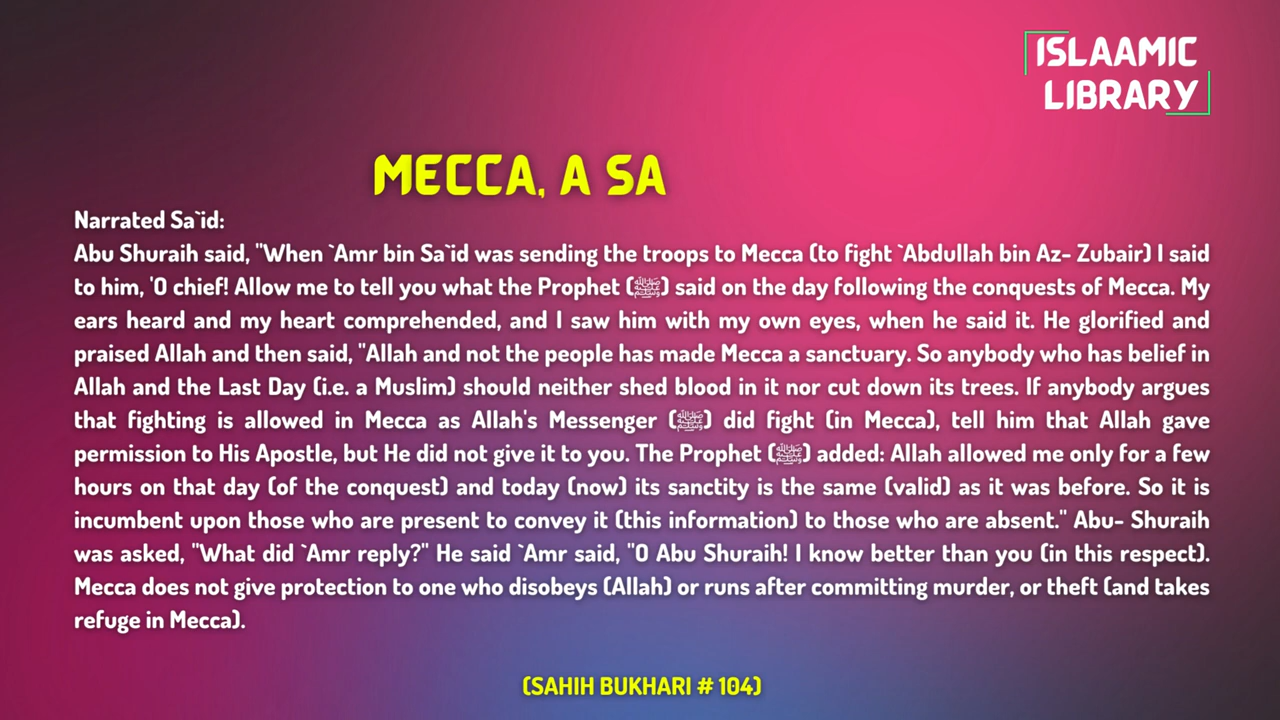 ISLAAMIC
LIBRARY
MECCA, A SA
Narrated Sa`id:
Abu Shuraih said, "When `Amr bin Sa`id was sending the troops to Mecca (to fight `Abdullah bin Az- Zubair) I said
to him, 'O chief! Allow me to tell you what the Prophet (ﷺ) said on the day following the conquests of Mecca. My
ears heard and my heart comprehended, and I saw him with my own eyes, when he said it. He glorified and
praised Allah and then said, "Allah and not the people has made Mecca a sanctuary. So anybody who has belief in
Allah and the Last Day (i.e. a Muslim) should neither shed blood in it nor cut down its trees. If anybody argues
that fighting is allowed in Mecca as Allah's Messenger (ﷺ) did fight (in Mecca), tell him that Allah gave
permission to His Apostle, but He did not give it to you. The Prophet (ﷺ) added: Allah allowed me only for a few
hours on that day (of the conquest) and today (now) its sanctity is the same (valid) as it was before. So it is
incumbent upon those who are present to convey it (this information) to those who are absent." Abu- Shuraih
was asked, "What did `Amr reply?" He said `Amr said, "O Abu Shuraih! I know better than you (in this respect).
Mecca does not give protection to one who disobeys (Allah) or runs after committing murder, or theft (and takes
refuge in Mecca).
(SAHIH BUKHARI # 104)